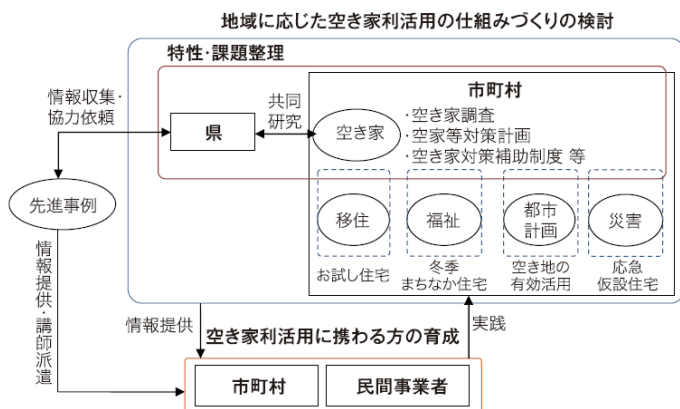 地域に応じた空き家利活用の仕組みづくりの検討
特性・課題整理
情報収集・
協力依頼
県
共同
研究
市町村
空き家
・空き家調査
・空家等対策計画
・空き家対策補助制度 等
先進事例
移住
福祉
都市
計画
災害
お試し住宅
冬季
まちなか住宅
空き地の
有効活用
応急
仮設住宅
情報提供・
講師派遣
情報提供
空き家利活用に携わる方の育成
実践
市町村
民間事業者